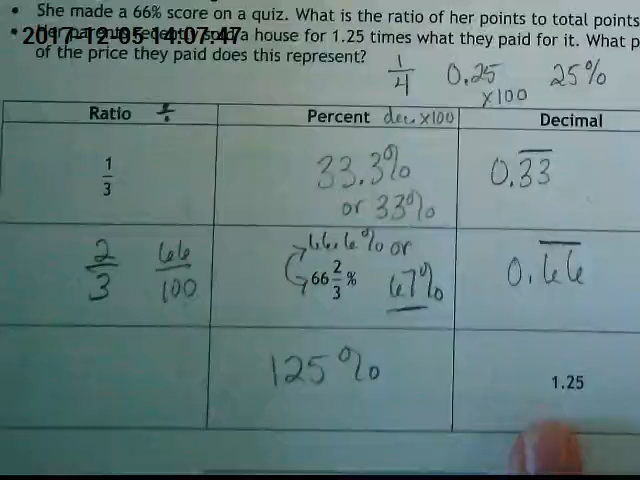 • She made a 66% score on a quiz. What is the ratio of her points to total points
2017-12-05 14:07:47
• Her parents recently sold a house for 1.25 times what they paid for it. What p
of the price they paid does this represent?
1/4 0.25 25%
x100
Ratio ÷ Percent dec. x100 Decimal
1/3 33.3% 0.33
or 33%
2/3 66/100 66.6% or 0.66
66 2/3 % 67%
125% 1.25